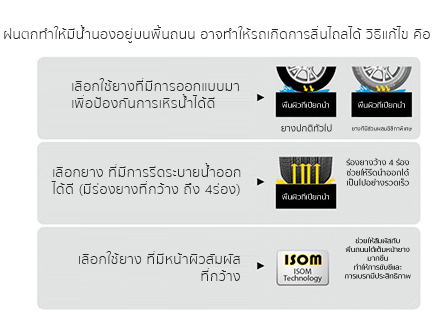 ฝนตกทำให้มีน้ำนองอยู่บนพื้นถนน อาจทำให้รถเกิดการลื่นไถลได้ วิธีแก้ไข คือ
เลือกใช้ยางที่มีการออกแบบมา
เพื่อป้องกันการเหิรน้ำได้ดี
พื้นผิวที่เปียกน้ำ
พื้นผิวที่เปียกน้ำ
ยางปกติทั่วไป
ยางที่มีส่วนผสมซิลิกาพิเศษ
เลือกยาง ที่มีการรีดระบายน้ำออก
ได้ดี (มีร่องยางที่กว้าง ถึง 4ร่อง)
พื้นผิวที่เปียกน้ำ
ร่องยางกว้าง 4 ร่อง
ช่วยให้รีดน้ำออกได้
เป็นไปอย่างรวดเร็ว
เลือกใช้ยาง ที่มีหน้าผิวสัมผัส
ที่กว้าง
ISOM
ISOM
Technology
ช่วยให้สัมผัสกับ
พื้นถนนได้เต็มหน้ายาง
มากขึ้น
ทำให้การขับขี่และ
การเบรกมีประสิทธิภาพ